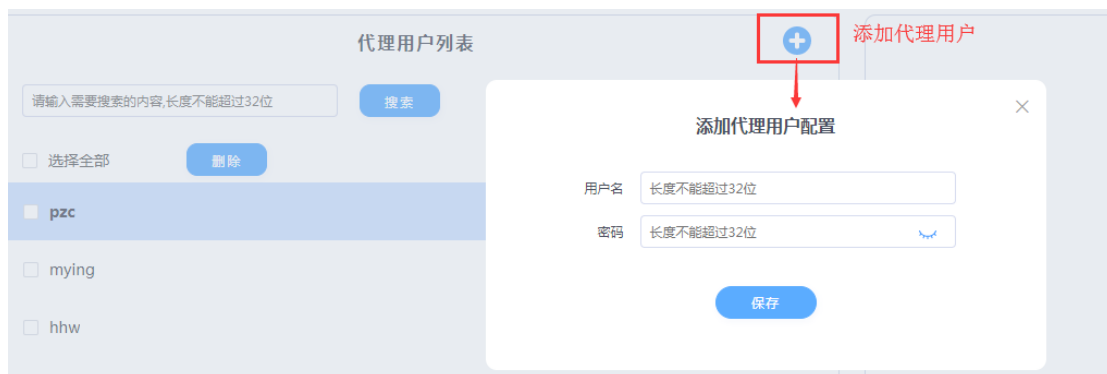 代理用户列表
添加代理用户
请输入需要搜索的内容,长度不能超过32位
搜索
选择全部
删除
pzc
mying
hhw
添加代理用户配置
用户名
长度不能超过32位
密码
长度不能超过32位
保存